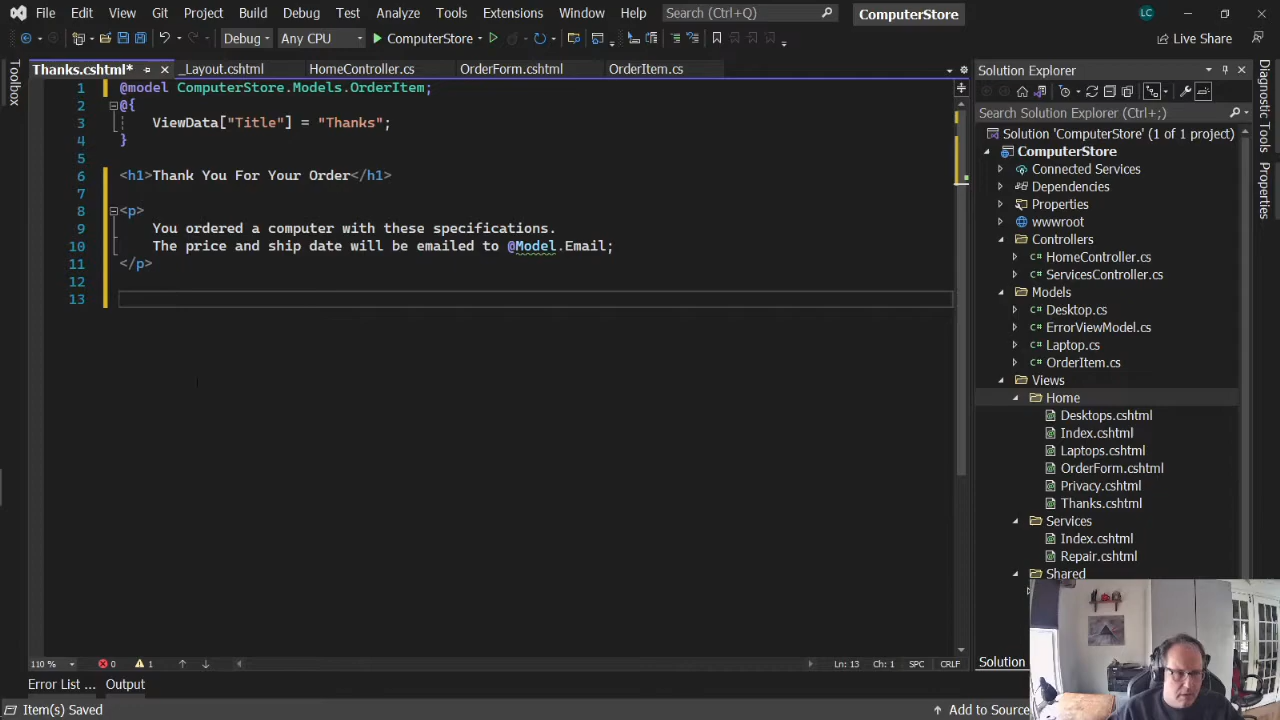 File Edit View Git Project Build Debug Test Analyze Tools Extensions Window Help Search (Ctrl+Q) ComputerStore LC
Debug Any CPU ComputerStore Live Share
Toolbox
Thanks.cshtml* _Layout.cshtml HomeController.cs OrderForm.cshtml OrderItem.cs
1 @model ComputerStore.Models.OrderItem;
2 @{
3 ViewData["Title"] = "Thanks";
4 }
5
6 <h1>Thank You For Your Order</h1>
7
8 <p>
9 You ordered a computer with these specifications.
10 The price and ship date will be emailed to @Model.Email;
11 </p>
12
13
110 % 0 1 Ln: 13 Ch: 1 SPC CRLF
Error List ... Output
Item(s) Saved
Add to Source
Solution Explorer
Search Solution Explorer (Ctrl+;)
Solution 'ComputerStore' (1 of 1 project)
ComputerStore
Connected Services
Dependencies
Properties
wwwroot
Controllers
HomeController.cs
ServicesController.cs
Models
Desktop.cs
ErrorViewModel.cs
Laptop.cs
OrderItem.cs
Views
Home
Desktops.cshtml
Index.cshtml
Laptops.cshtml
OrderForm.cshtml
Privacy.cshtml
Thanks.cshtml
Services
Index.cshtml
Repair.cshtml
Shared
Solution
Diagnostic Tools
Properties